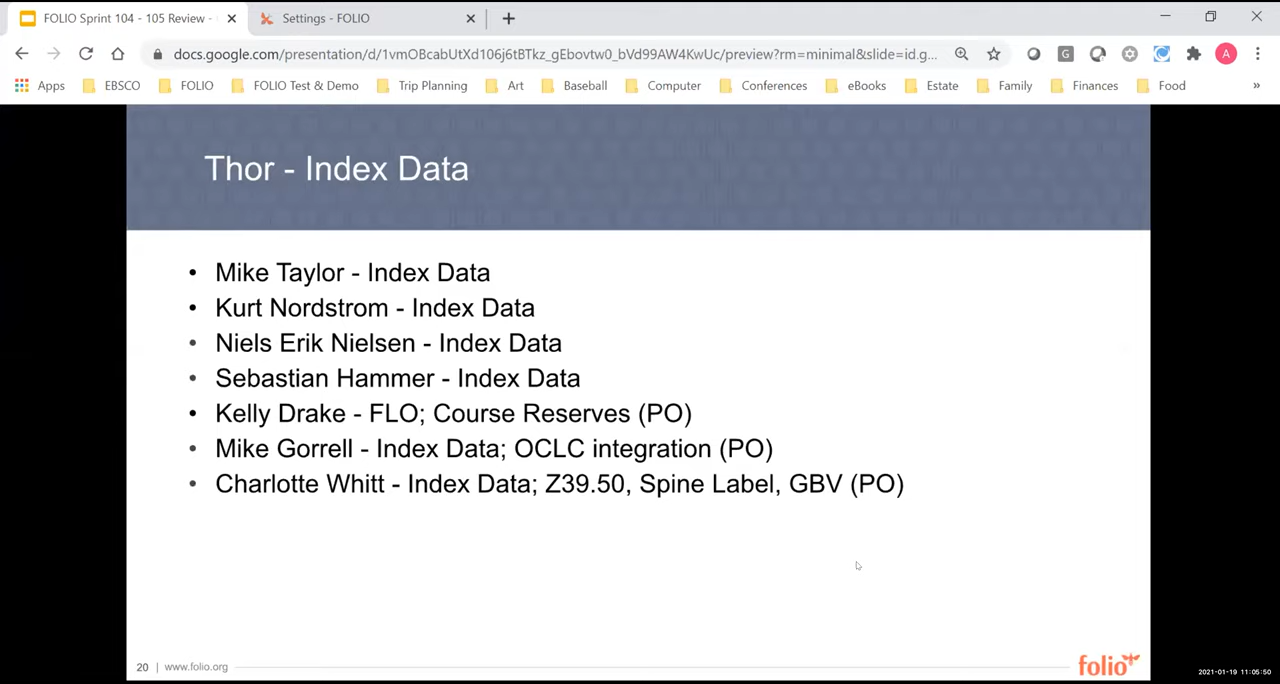 FOLIO Sprint 104 - 105 Review -
Settings - FOLIO
docs.google.com/presentation/d/1vmOBcabUtXd106j6tBTkz_gEbovtw0_bVd99AW4KwUc/preview?rm=minimal&slide=id.g...
G
A
Apps EBSCO FOLIO FOLIO Test & Demo Trip Planning Art Baseball Computer Conferences eBooks Estate Family Finances Food »
Thor - Index Data
• Mike Taylor - Index Data
• Kurt Nordstrom - Index Data
• Niels Erik Nielsen - Index Data
• Sebastian Hammer - Index Data
• Kelly Drake - FLO; Course Reserves (PO)
• Mike Gorrell - Index Data; OCLC integration (PO)
• Charlotte Whitt - Index Data; Z39.50, Spine Label, GBV (PO)
20 | www.folio.org
folio
2021-01-19 11:05:50